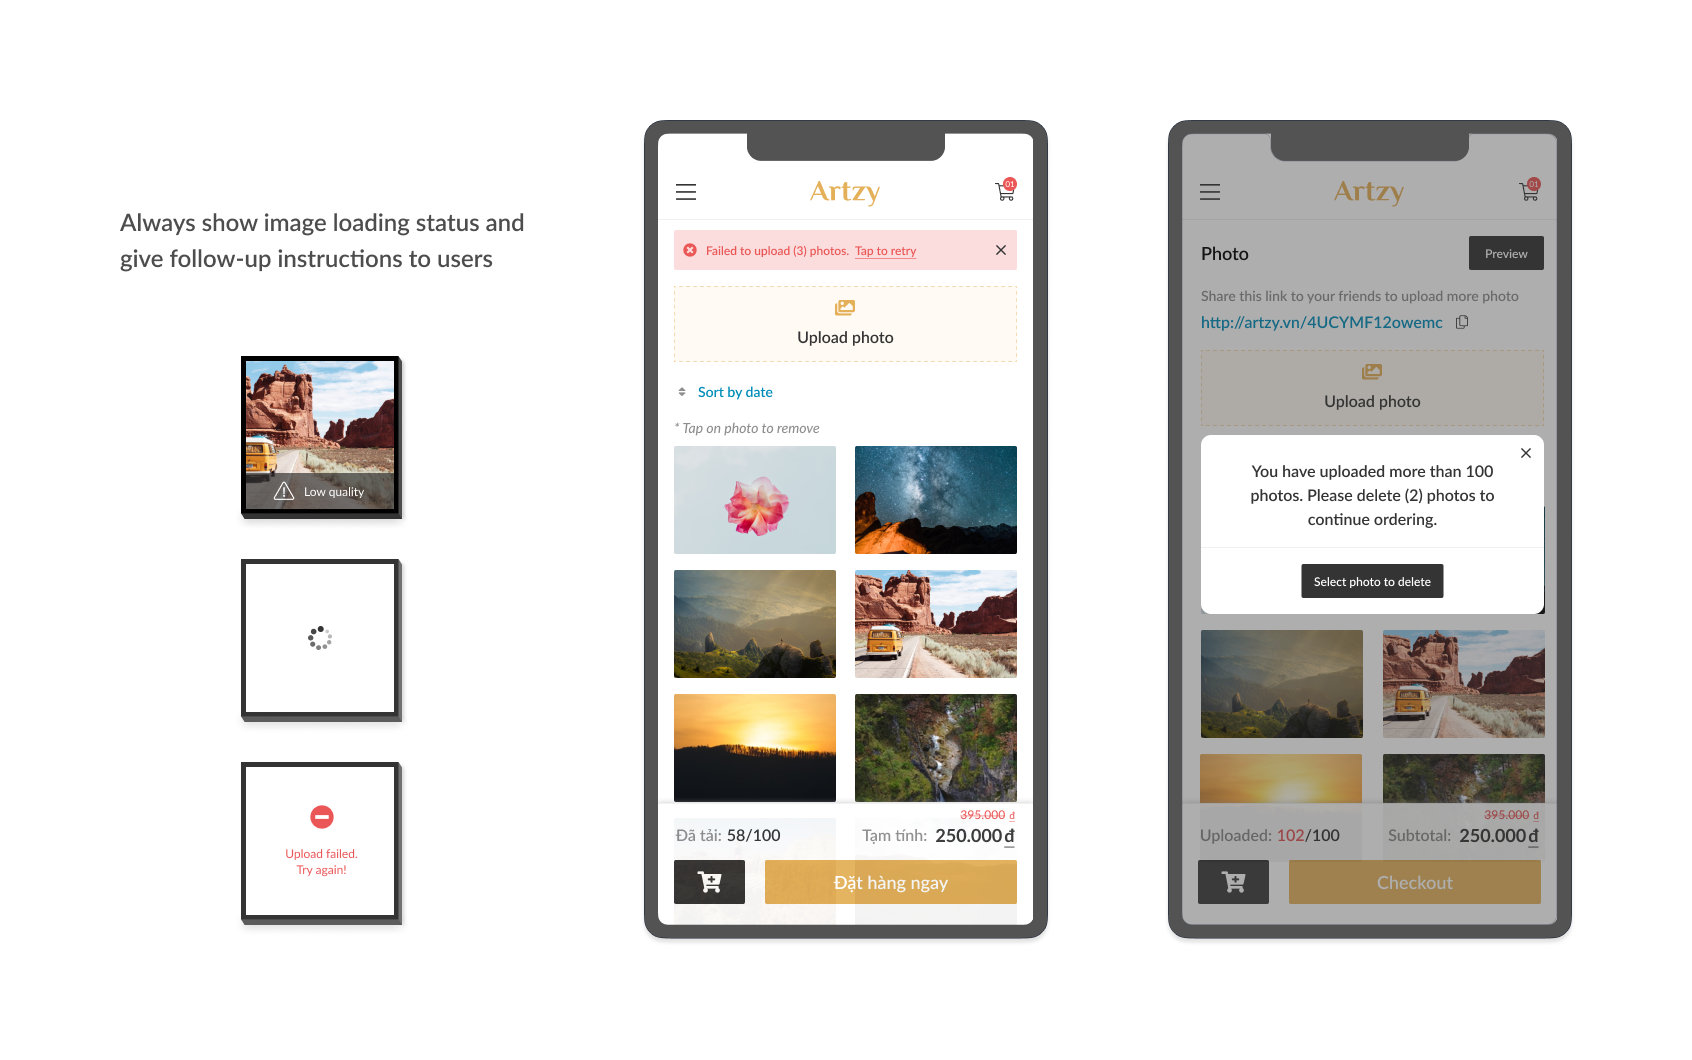 Always show image loading status and
give follow-up instructions to users
Low quality
Upload failed.
Try again!
Artzy
01
Failed to upload (3) photos. Tap to retry
Upload photo
Sort by date
* Tap on photo to remove
395.000 đ
Đã tải: 58/100
Tạm tính: 250.000 đ
Đặt hàng ngay
Artzy
01
Photo
Preview
Share this link to your friends to upload more photo
http://artzy.vn/4UCYMF12owemc
Upload photo
You have uploaded more than 100
photos. Please delete (2) photos to
continue ordering.
Select photo to delete
395.000 đ
Uploaded: 102/100
Subtotal: 250.000 đ
Checkout